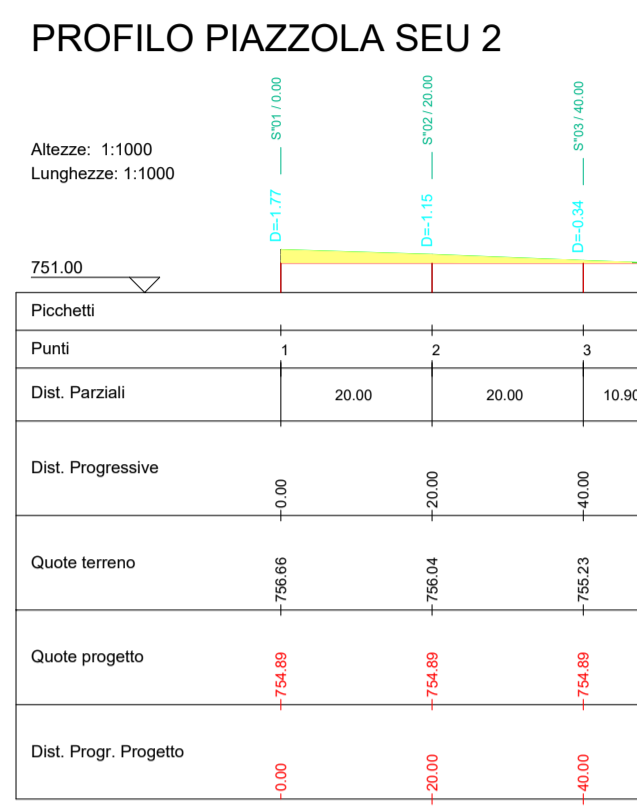 PROFILO PIAZZOLA SEU 2
S"01 / 0.00
S"02 / 20.00
S"03 / 40.00
Altezze: 1:1000
Lunghezze: 1:1000
D=-1.77
D=-1.15
D=-0.34
751.00
Picchetti
Punti 1 2 3
Dist. Parziali 20.00 20.00 10.90
Dist. Progressive 0.00 20.00 40.00
Quote terreno 756.66 756.04 755.23
Quote progetto 754.89 754.89 754.89
Dist. Progr. Progetto 0.00 20.00 40.00